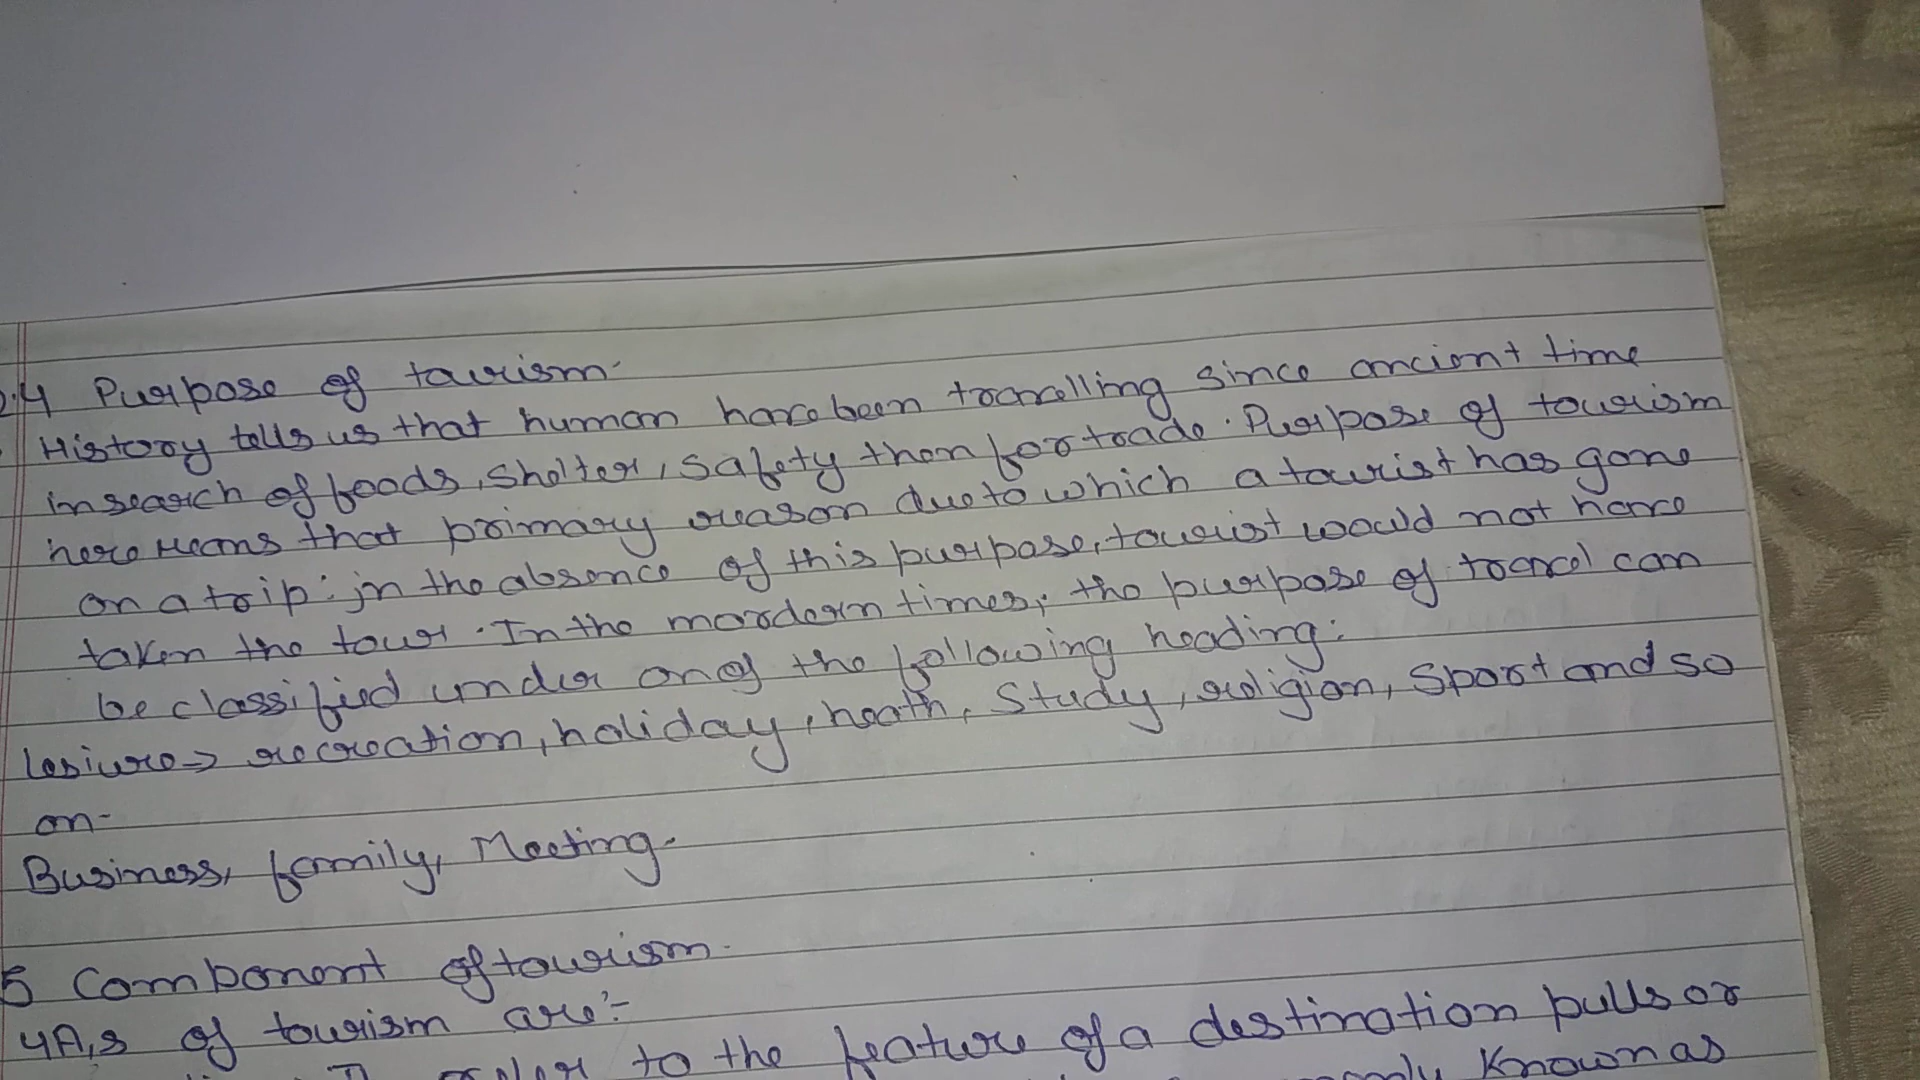 2.4 Purpose of tourism.
History tells us that human have been travelling since ancient time
in search of foods, shelter, safety then for trade. Purpose of tourism
here means that primary reason due to which a tourist has gone
on a trip: in the absence of this purpose, tourist would not have
taken the tour. In the mordern times, the purpose of travel can
be classified under on of the following heading:
lesiure → recreation, holiday, heath, study, religion, sport and so
on-
Business, family, Meeting.
5 Component of tourism.
4A,s of tourism are:-
to the feature of a destination pulls or
known as